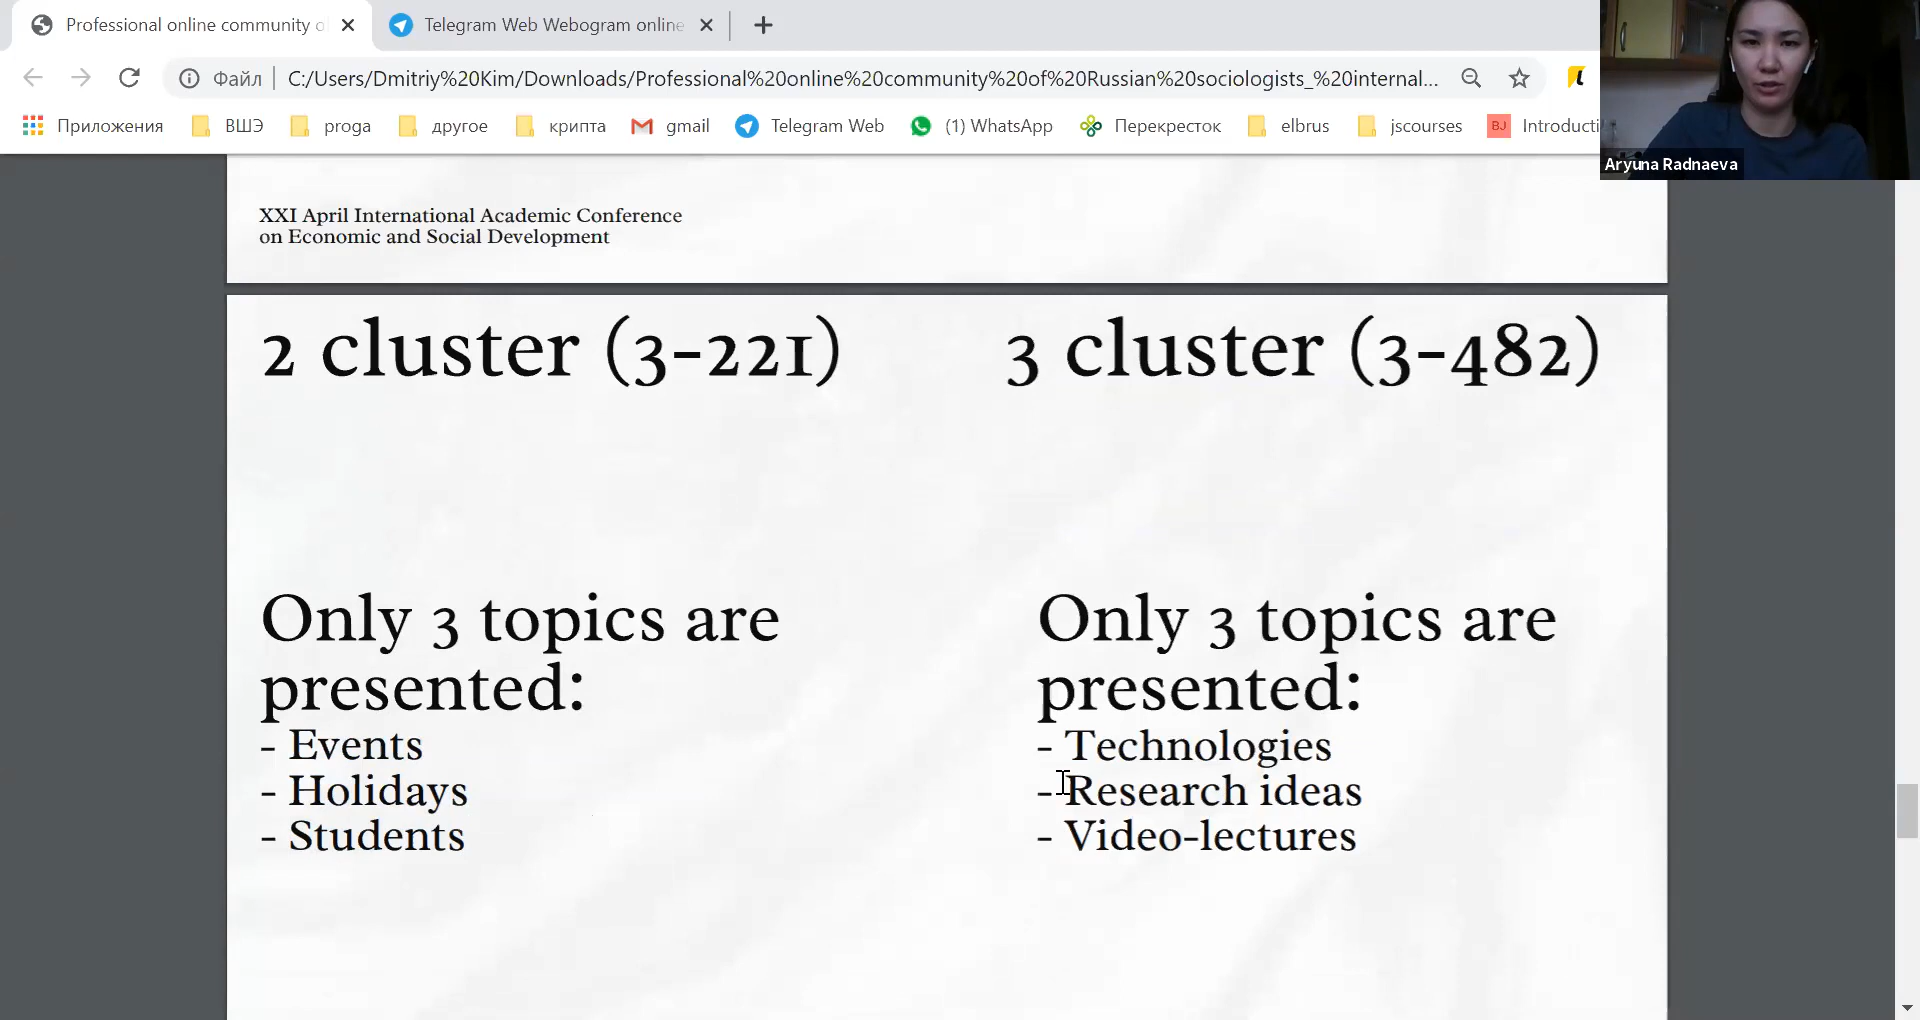 Professional online community o
Telegram Web Webogram online
Файл
C:/Users/Dmitriy%20Kim/Downloads/Professional%20online%20community%20of%20Russian%20sociologists_%20internal...
Приложения
ВШЭ
proga
другое
крипта
gmail
Telegram Web
(1) WhatsApp
Перекресток
elbrus
jscourses
BJ
Introducti
Aryuna Radnaeva
XXI April International Academic Conference
on Economic and Social Development
2 cluster (3-221)
3 cluster (3-482)
Only 3 topics are
presented:
- Events
- Holidays
- Students
Only 3 topics are
presented:
- Technologies
- Research ideas
- Video-lectures